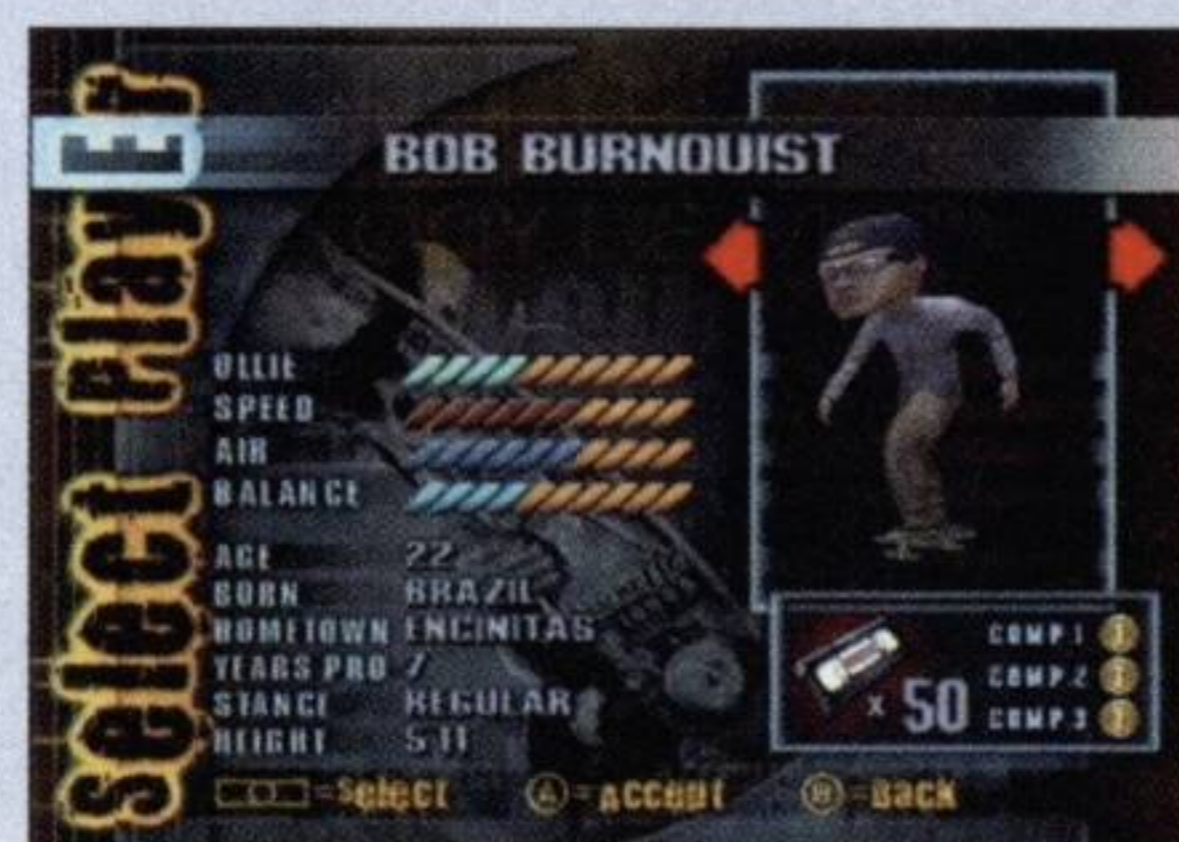 select Player
BOB BURNQUIST
OLLIE
SPEED
AIR
BALANCE
AGE 22
BORN BRAZIL
HOMETOWN ENCINITAS
YEARS PRO 7
STANCE REGULAR
HEIGHT 5 11
COMP.1
COMP.2
x 50
COMP.3
=Select A=Accept B=Back